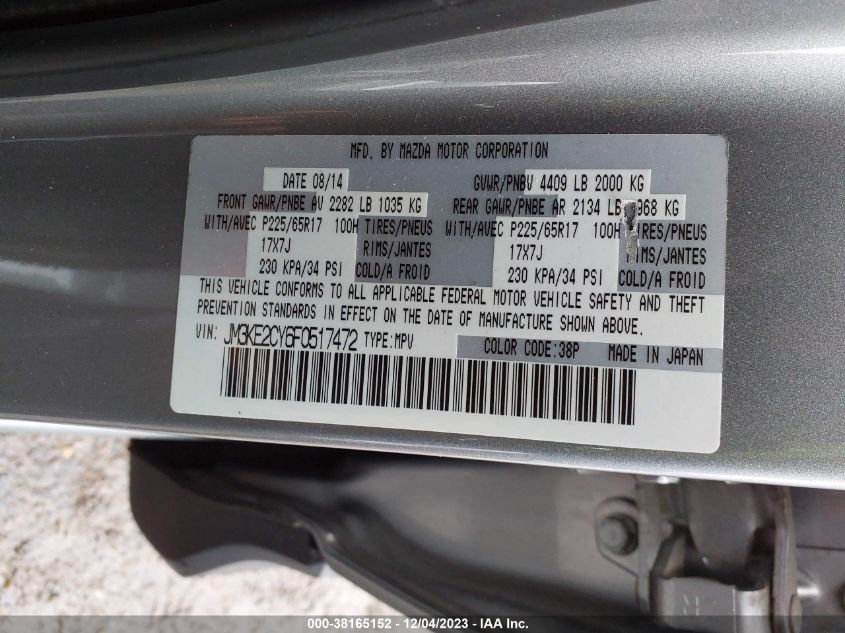 MFD. BY MAZDA MOTOR CORPORATION
DATE 08/14 GVWR/PNBV 4409 LB 2000 KG
FRONT GAWR/PNBE AV 2282 LB 1035 KG REAR GAWR/PNBE AR 2134 LB 968 KG
WITH/AVEC P225/65R17 100H TIRES/PNEUS WITH/AVEC P225/65R17 100H TIRES/PNEUS
17X7J RIMS/JANTES 17X7J RIMS/JANTES
230 KPA/34 PSI COLD/A FROID 230 KPA/34 PSI COLD/A FROID
THIS VEHICLE CONFORMS TO ALL APPLICABLE FEDERAL MOTOR VEHICLE SAFETY AND THEFT
PREVENTION STANDARDS IN EFFECT ON THE DATE OF MANUFACTURE SHOWN ABOVE.
VIN: JM3KE2CY6F0517472 TYPE:MPV COLOR CODE:38P MADE IN JAPAN
000-38165152 - 12/04/2023 - IAA Inc.